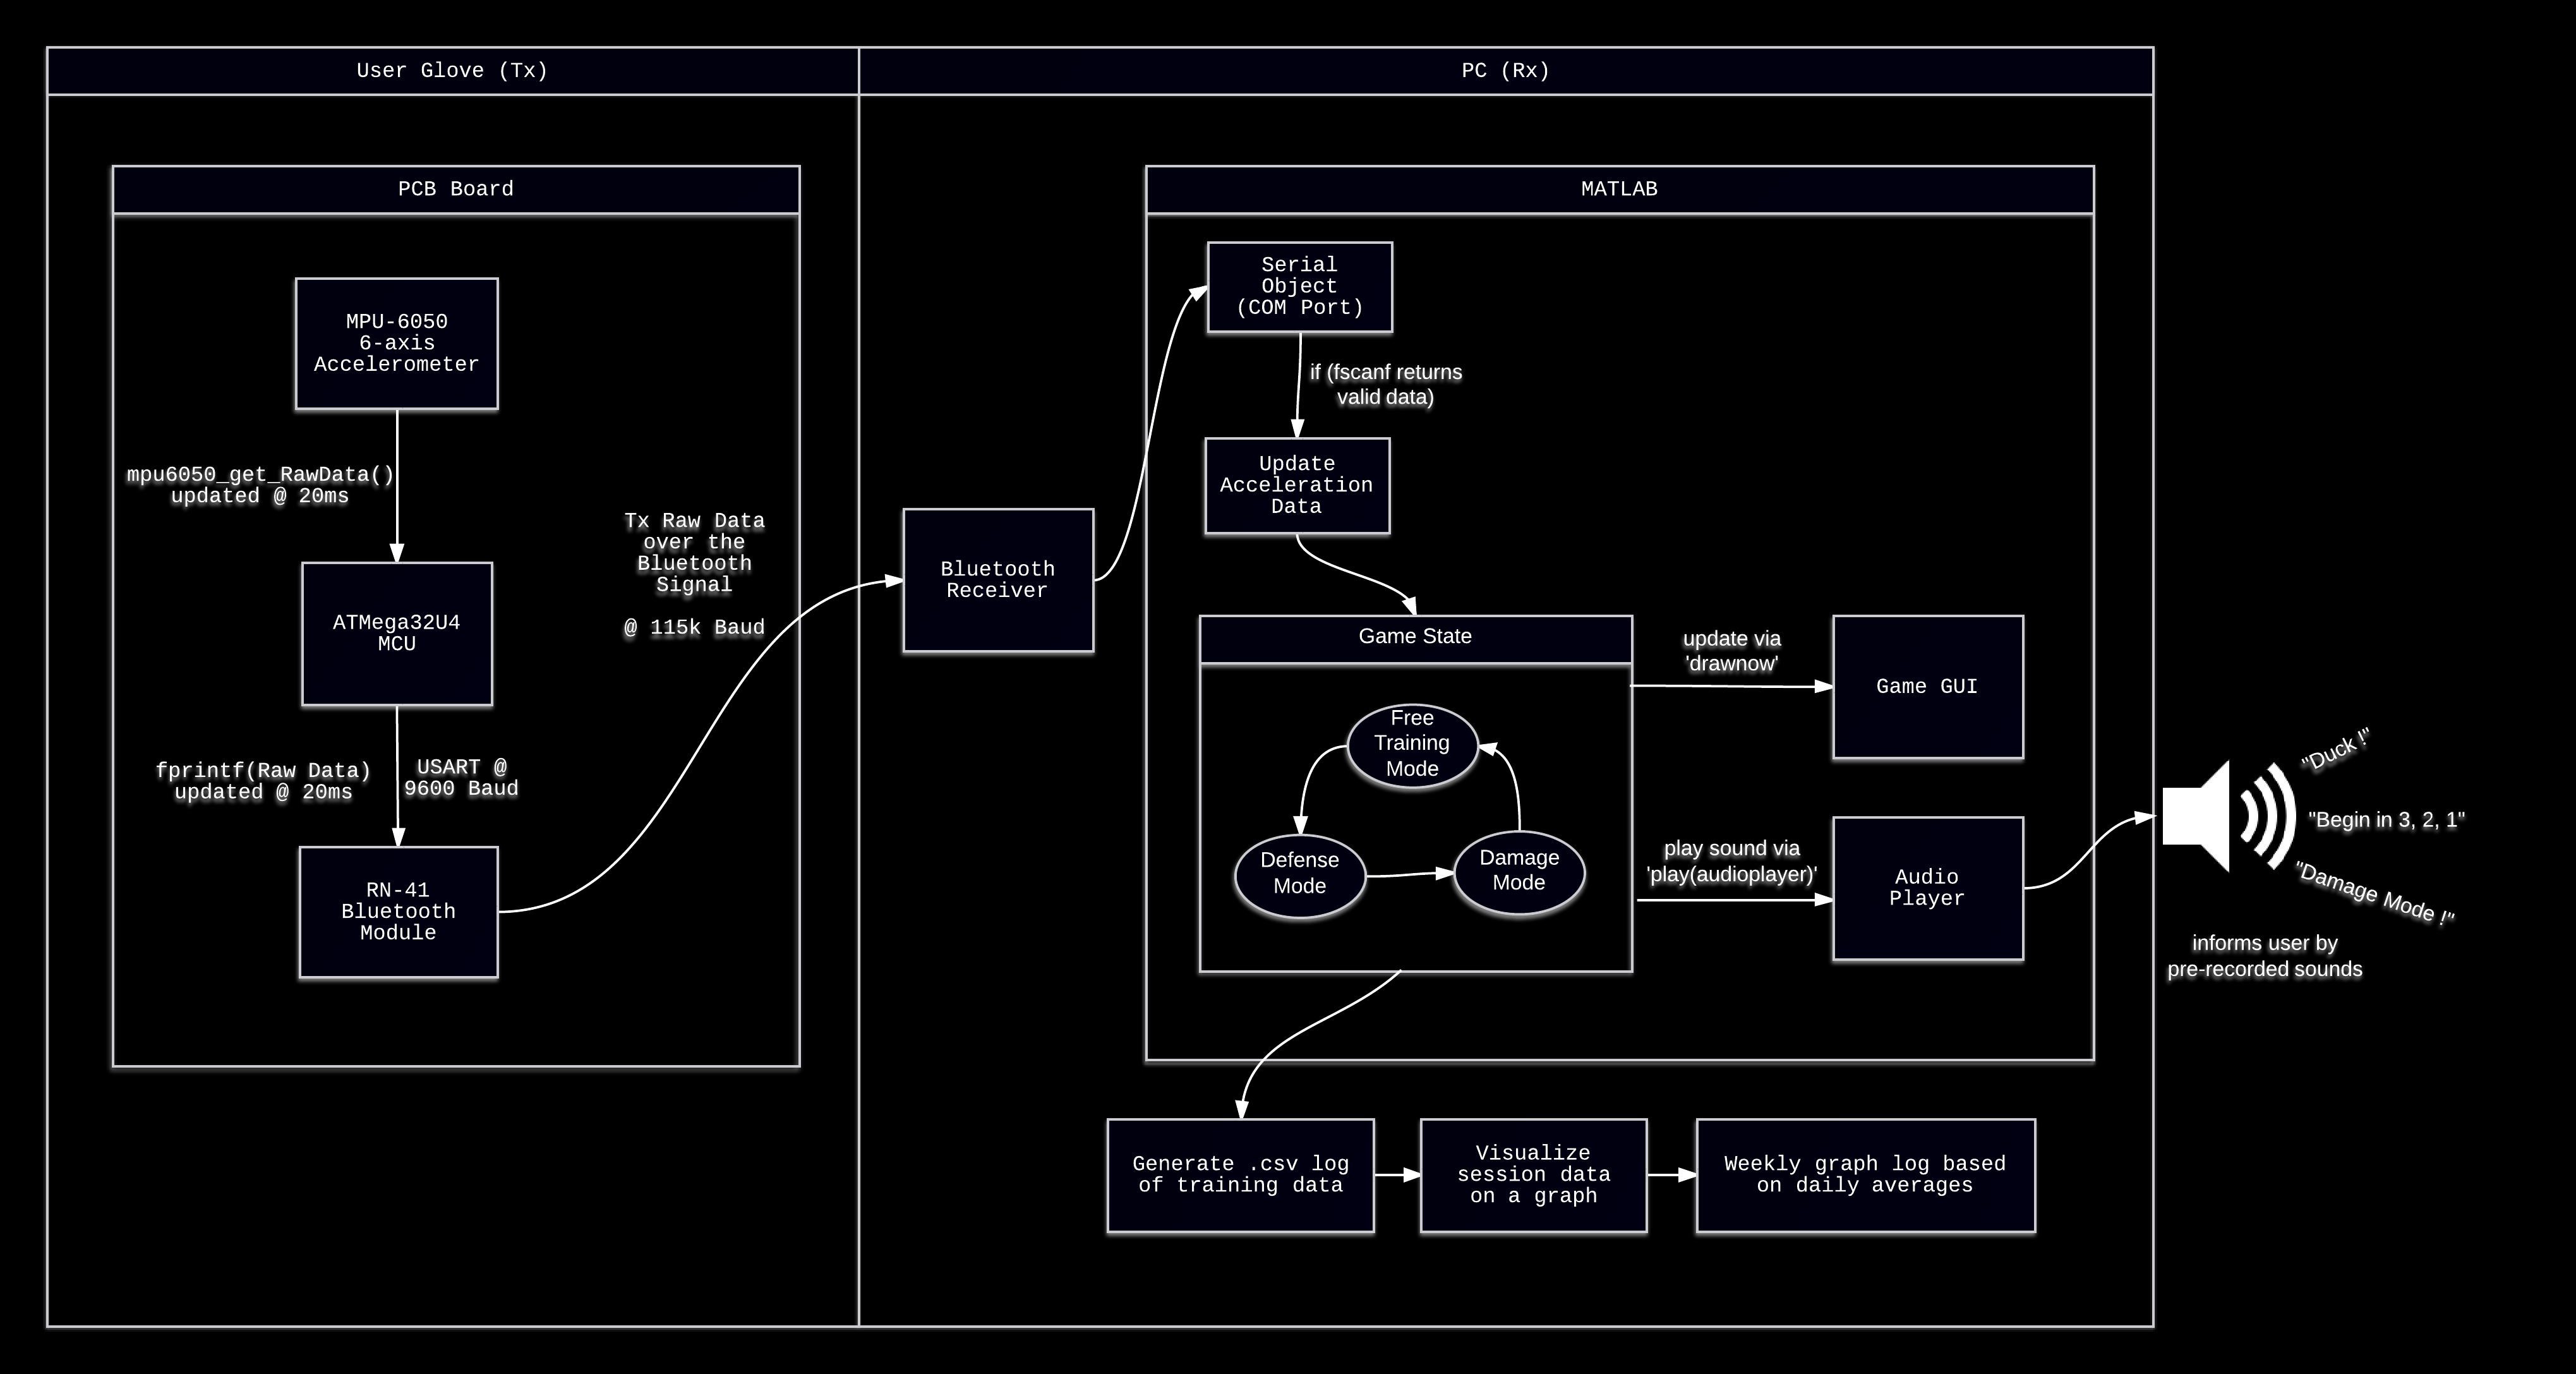 User Glove (Tx)
PC (Rx)
PCB Board
MPU-6050
6-axis
Accelerometer
mpu6050_get_RawData()
updated @ 20ms
ATMega32U4
MCU
fprintf(Raw Data)
updated @ 20ms
USART @
9600 Baud
RN-41
Bluetooth
Module
Tx Raw Data
over the
Bluetooth
Signal
@ 115k Baud
Bluetooth
Receiver
MATLAB
Serial
Object
(COM Port)
if (fscanf returns
valid data)
Update
Acceleration
Data
Game State
Free
Training
Mode
Defense
Mode
Damage
Mode
update via
'drawnow'
Game GUI
play sound via
'play(audioplayer)'
Audio
Player
"Duck !"
"Begin in 3, 2, 1"
"Damage Mode !"
informs user by
pre-recorded sounds
Generate .csv log
of training data
Visualize
session data
on a graph
Weekly graph log based
on daily averages